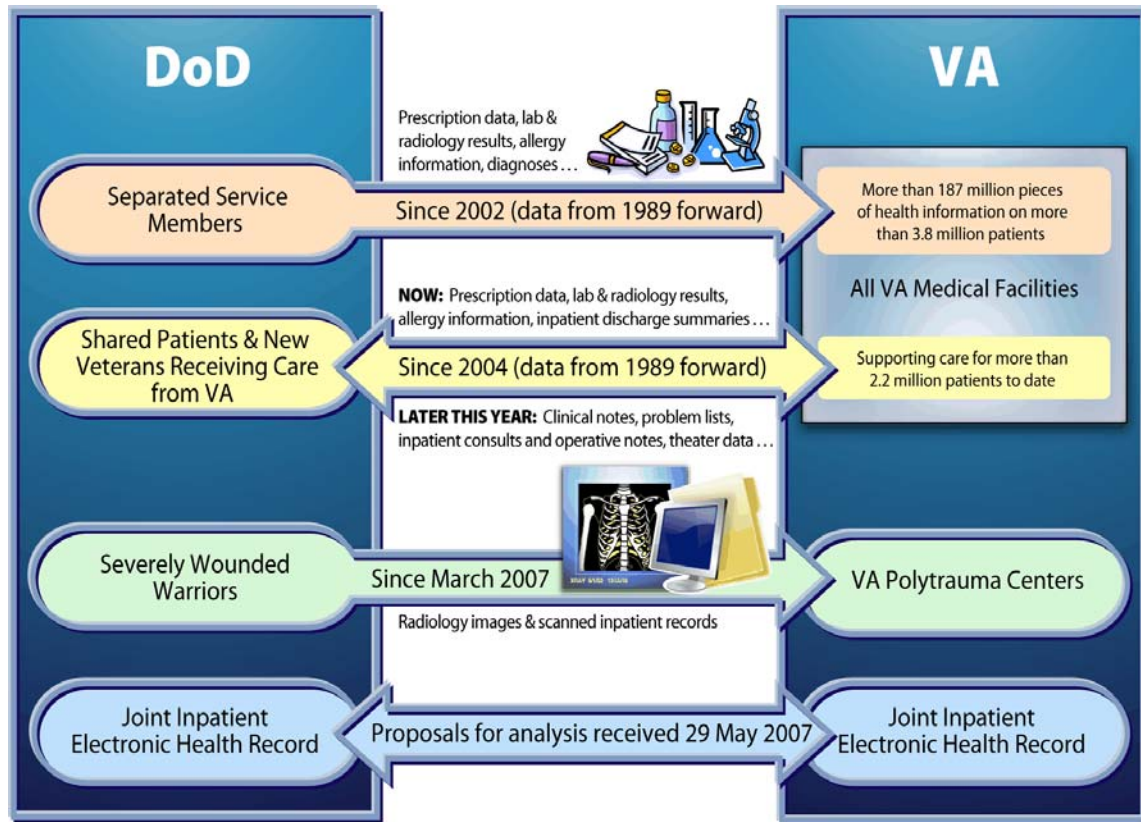 DoD
VA
Prescription data, lab &
radiology results, allergy
information, diagnoses ...
Separated Service
Members
Since 2002 (data from 1989 forward)
More than 187 million pieces
of health information on more
than 3.8 million patients
All VA Medical Facilities
NOW: Prescription data, lab & radiology results,
allergy information, inpatient discharge summaries ...
Shared Patients & New
Veterans Receiving Care
from VA
Since 2004 (data from 1989 forward)
Supporting care for more than
2.2 million patients to date
LATER THIS YEAR: Clinical notes, problem lists,
inpatient consults and operative notes, theater data ...
Severely Wounded
Warriors
Since March 2007
VA Polytrauma Centers
Radiology images & scanned inpatient records
Joint Inpatient
Electronic Health Record
Proposals for analysis received 29 May 2007
Joint Inpatient
Electronic Health Record